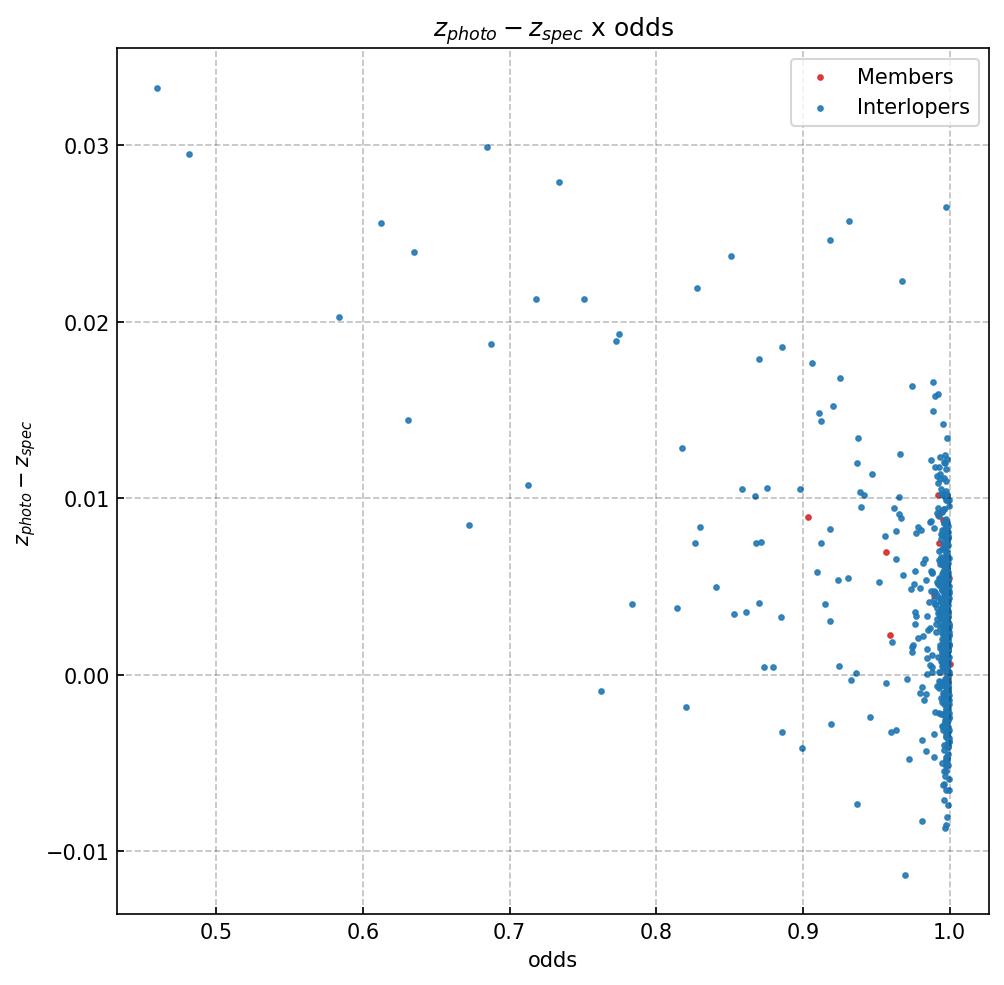 z_photo − z_spec x odds
Members
Interlopers
0.03
0.02
0.01
0.00
−0.01
z_photo − z_spec
0.5 0.6 0.7 0.8 0.9 1.0
odds